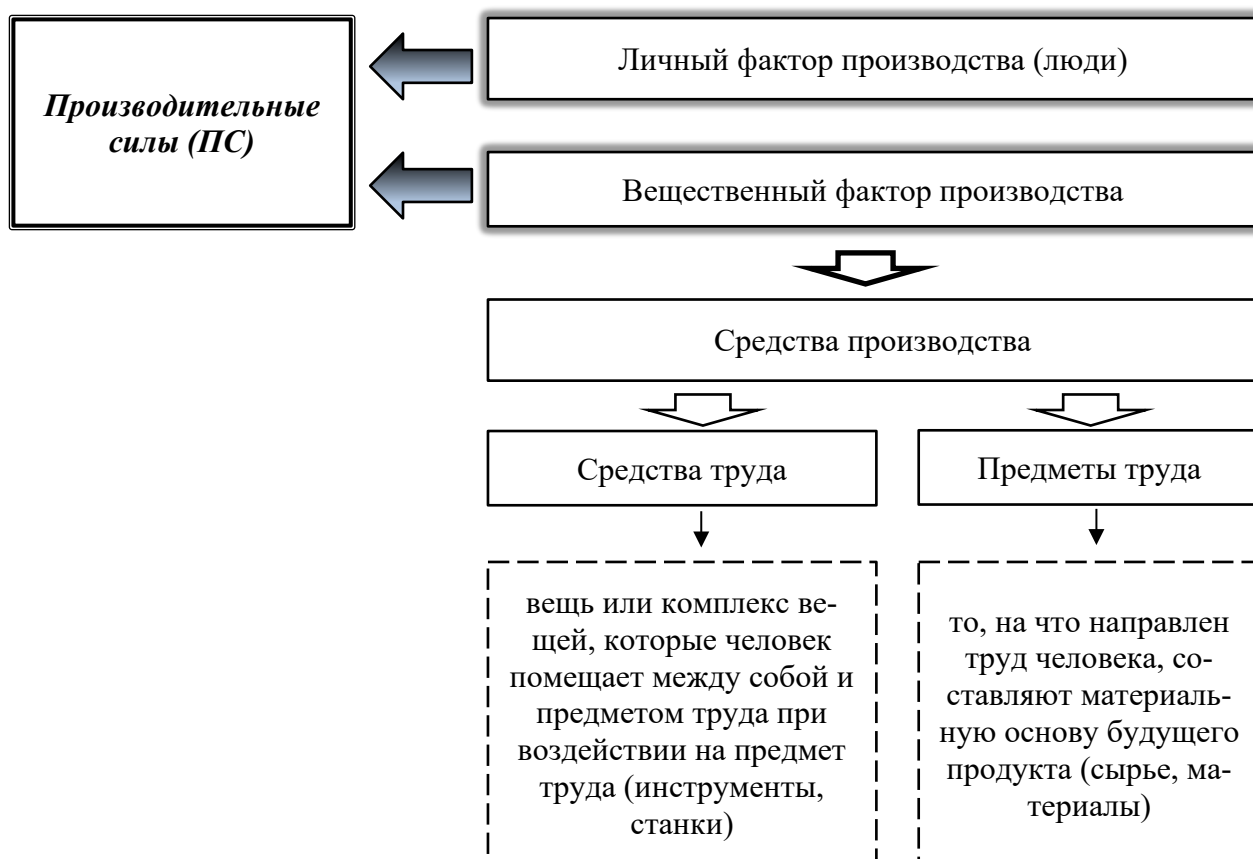 Производительные
силы (ПС)
Личный фактор производства (люди)
Вещественный фактор производства
Средства производства
Средства труда
Предметы труда
вещь или комплекс ве-
щей, которые человек
помещает между собой и
предметом труда при
воздействии на предмет
труда (инструменты,
станки)
то, на что направлен
труд человека, со-
ставляют материаль-
ную основу будущего
продукта (сырье, ма-
териалы)